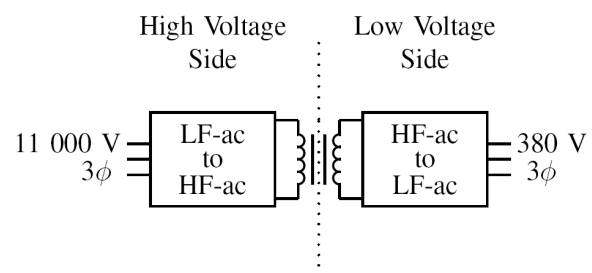 High Voltage
Side
Low Voltage
Side
11 000 V
3ϕ
LF-ac
to
HF-ac
HF-ac
to
LF-ac
380 V
3ϕ